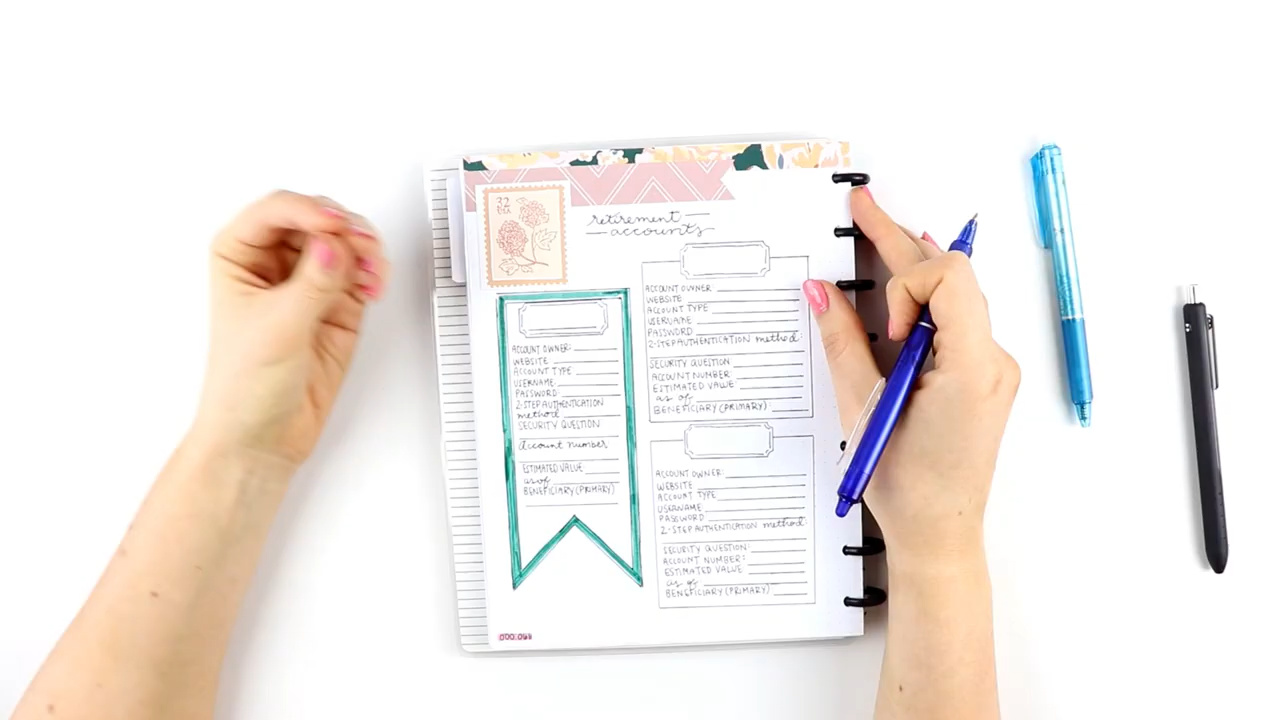 32
USA
retirement
accounts
ACCOUNT OWNER:
WEBSITE
ACCOUNT TYPE
USERNAME:
PASSWORD:
2-STEP AUTHENTICATION
method
SECURITY QUESTION
Account number
ESTIMATED VALUE
as of
BENEFICIARY (PRIMARY)
ACCOUNT OWNER
WEBSITE
ACCOUNT TYPE
USERNAME
PASSWORD
2-STEP AUTHENTICATION method:
SECURITY QUESTION
ACCOUNT NUMBER:
ESTIMATED VALUE:
as of
BENEFICIARY (PRIMARY):
ACCOUNT OWNER:
WEBSITE
ACCOUNT TYPE
USERNAME
PASSWORD
2-STEP AUTHENTICATION method:
SECURITY QUESTION:
ACCOUNT NUMBER:
ESTIMATED VALUE
as of
BENEFICIARY (PRIMARY)